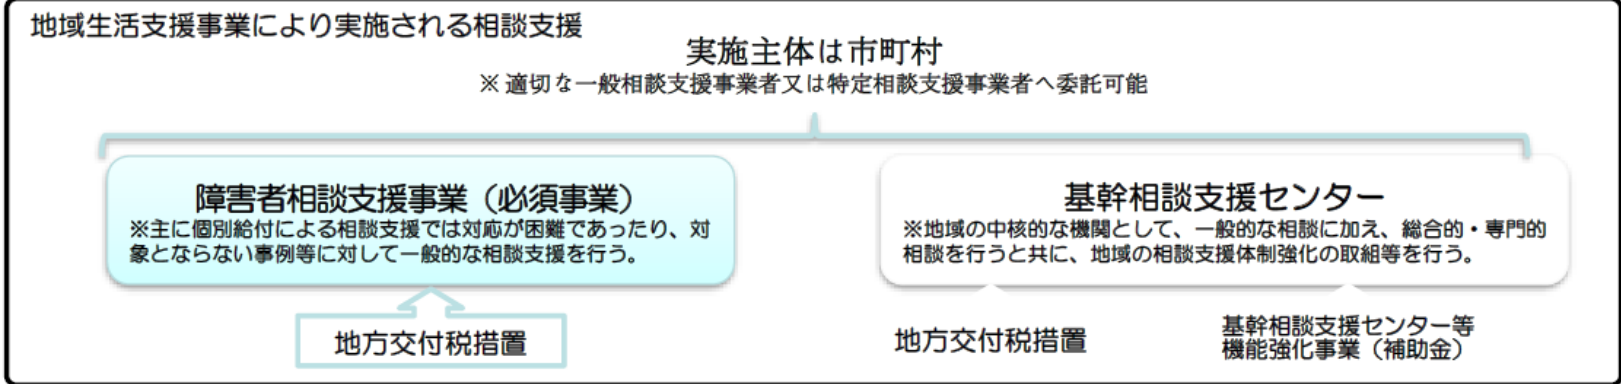 地域生活支援事業により実施される相談支援
実施主体は市町村
※ 適切な一般相談支援事業者又は特定相談支援事業者へ委託可能
障害者相談支援事業（必須事業）
※主に個別給付による相談支援では対応が困難であったり、対
象とならない事例等に対して一般的な相談支援を行う。
基幹相談支援センター
※地域の中核的な機関として、一般的な相談に加え、総合的・専門的
相談を行うと共に、地域の相談支援体制強化の取組等を行う。
地方交付税措置
地方交付税措置
基幹相談支援センター等
機能強化事業（補助金）